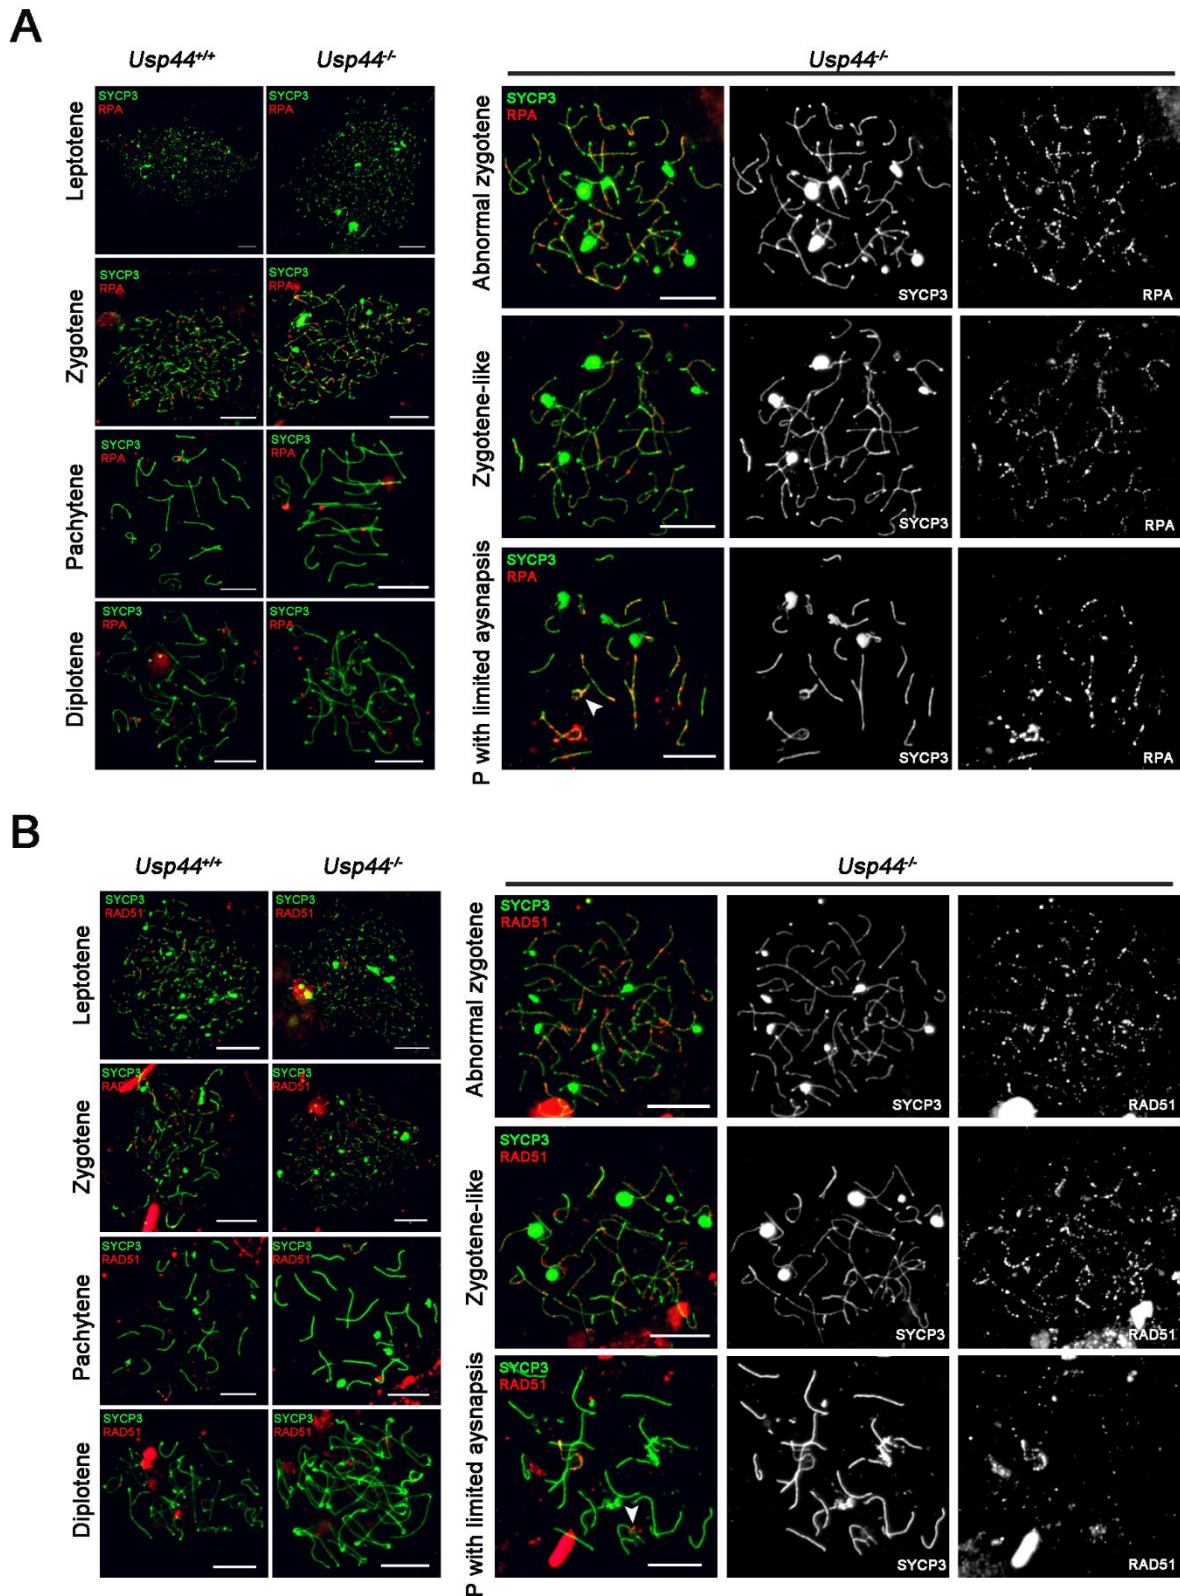 A
Usp44+/+
Usp44-/-
Usp44-/-
Leptotene
SYCP3
RPA
SYCP3
RPA
Zygotene
SYCP3
RPA
SYCP3
RPA
Pachytene
SYCP3
RPA
SYCP3
RPA
Diplotene
SYCP3
RPA
SYCP3
RPA
Abnormal zygotene
SYCP3
RPA
SYCP3
RPA
Zygotene-like
SYCP3
RPA
SYCP3
RPA
P with limited aysnapsis
SYCP3
RPA
SYCP3
RPA
B
Usp44+/+
Usp44-/-
Usp44-/-
Leptotene
SYCP3
RAD51
SYCP3
RAD51
Zygotene
SYCP3
RAD51
SYCP3
RAD51
Pachytene
SYCP3
RAD51
SYCP3
RAD51
Diplotene
SYCP3
RAD51
SYCP3
RAD51
Abnormal zygotene
SYCP3
RAD51
SYCP3
RAD51
Zygotene-like
SYCP3
RAD51
SYCP3
RAD51
P with limited aysnapsis
SYCP3
RAD51
SYCP3
RAD51